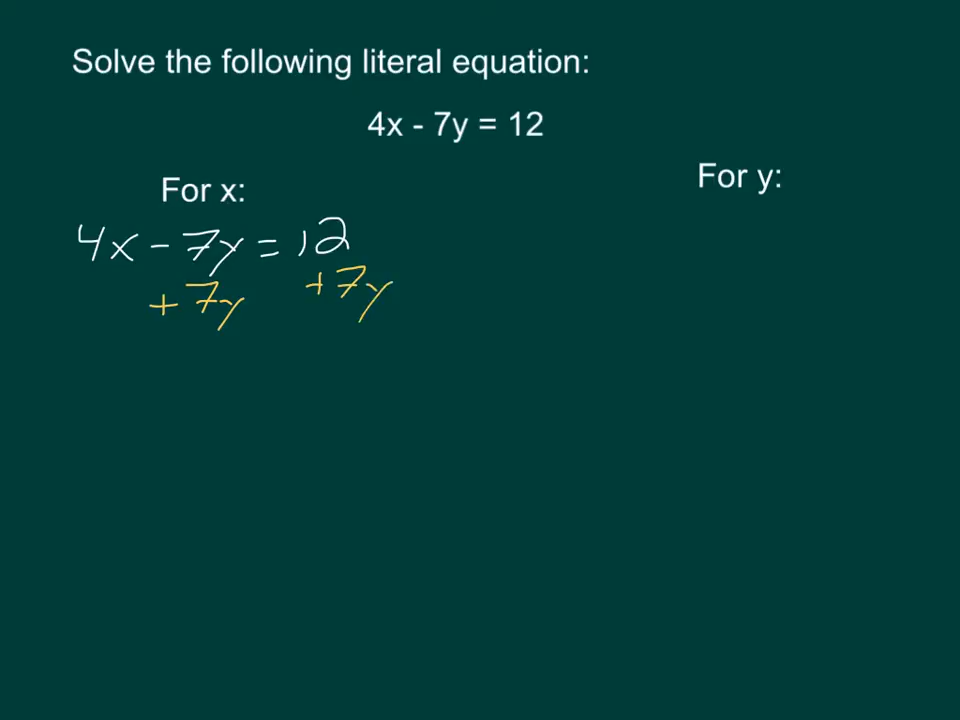 Solve the following literal equation:
4x - 7y = 12
For x:
For y:
4x - 7y = 12
+ 7y + 7y